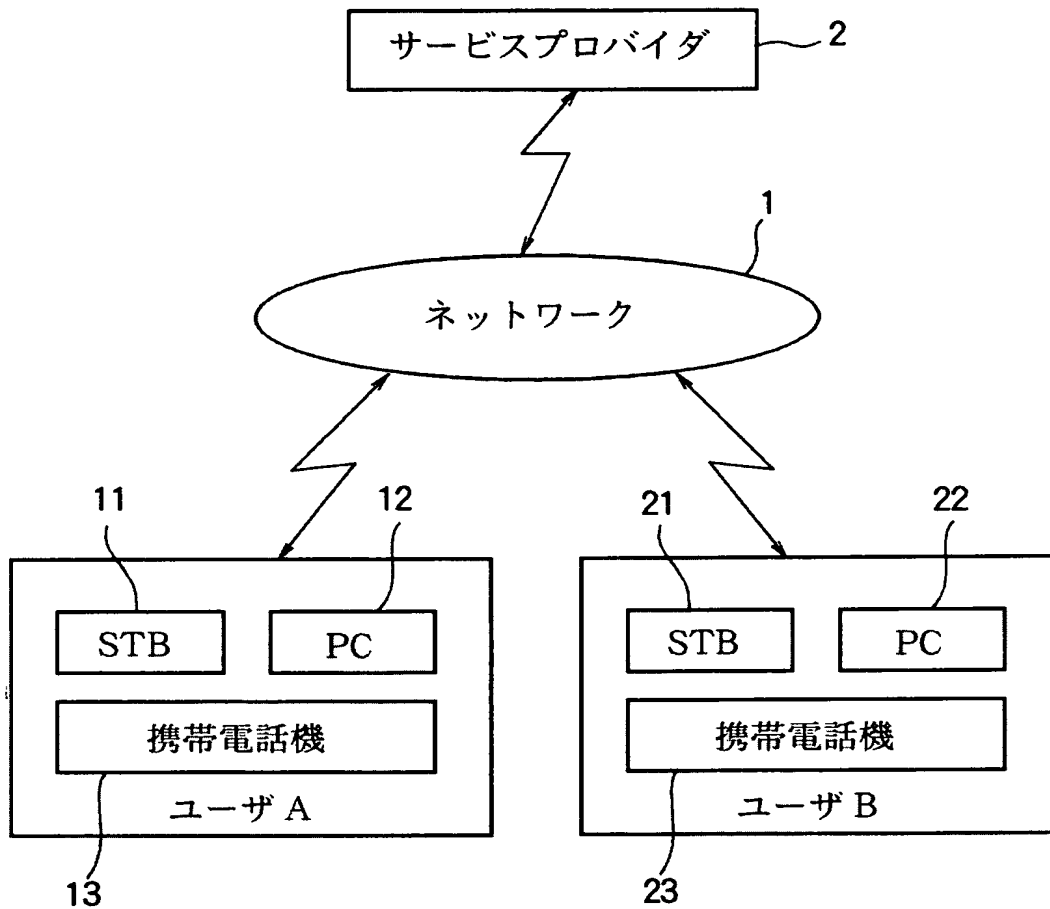 サービスプロバイダ
2
1
ネットワーク
11
12
21
22
STB
PC
STB
PC
携帯電話機
携帯電話機
ユーザ A
ユーザ B
13
23